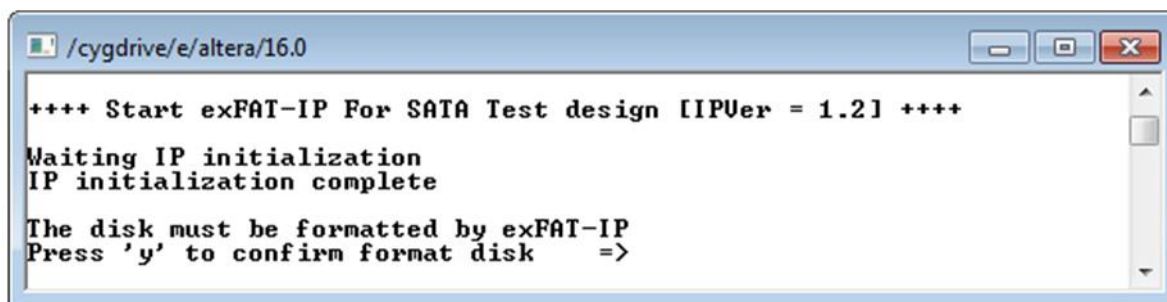 /cygdrive/e/altera/16.0
++++ Start exFAT-IP For SATA Test design [IPVer = 1.2] ++++
Waiting IP initialization
IP initialization complete
The disk must be formatted by exFAT-IP
Press 'y' to confirm format disk    =>